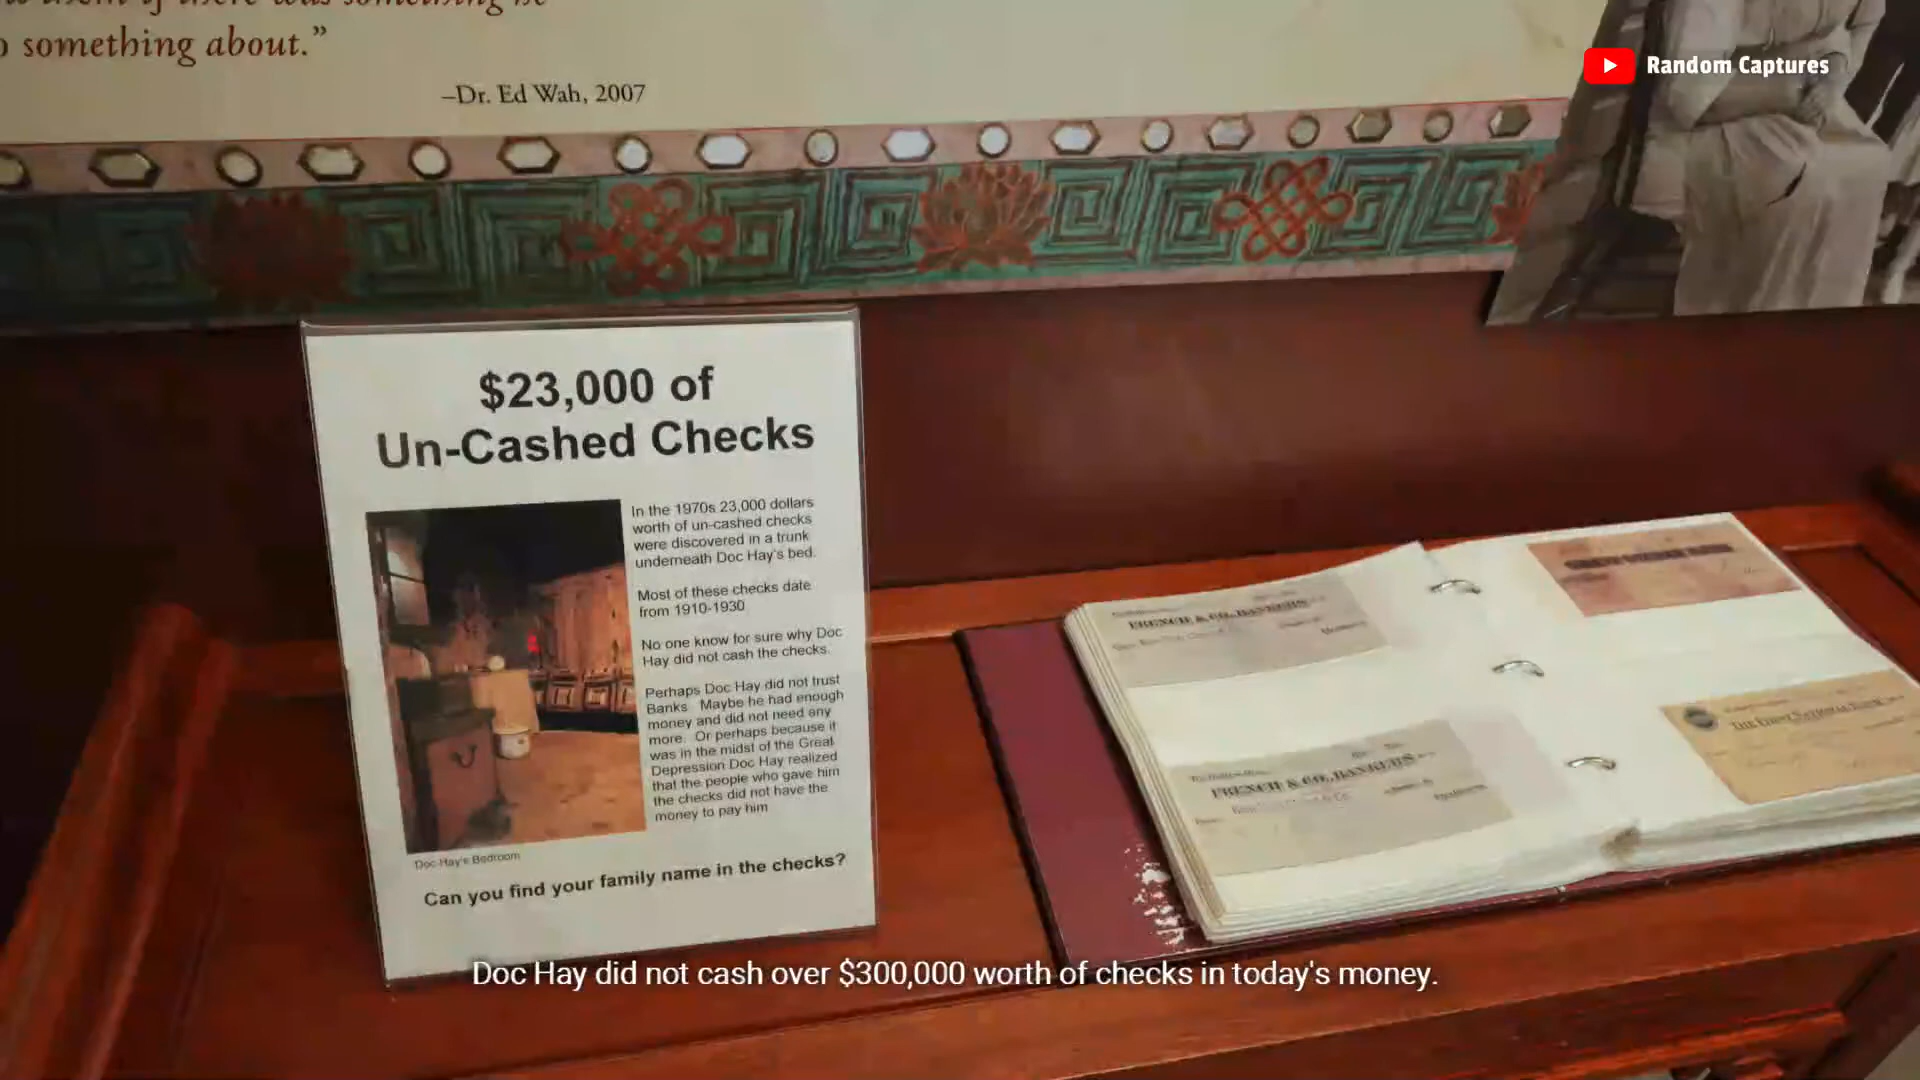 something about.”
–Dr. Ed Wah, 2007
Random Captures
$23,000 of
Un-Cashed Checks
In the 1970s 23,000 dollars
worth of un-cashed checks
were discovered in a trunk
underneath Doc Hay's bed.
Most of these checks date
from 1910-1930
No one know for sure why Doc
Hay did not cash the checks.
Perhaps Doc Hay did not trust
Banks. Maybe he had enough
money and did not need any
more. Or perhaps because it
was in the midst of the Great
Depression Doc Hay realized
that the people who gave him
the checks did not have the
money to pay him
Doc Hay's Bedroom
Can you find your family name in the checks?
FRENCH & CO., BANKERS
FRENCH & CO., BANKERS
THE FIRST NATIONAL BANK
Doc Hay did not cash over $300,000 worth of checks in today's money.